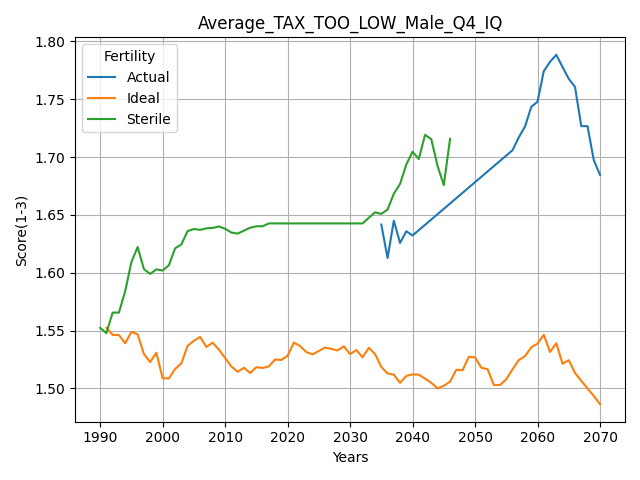 Average_TAX_TOO_LOW_Male_Q4_IQ
Fertility
Actual
Ideal
Sterile
Score(1-3)
1.80
1.75
1.70
1.65
1.60
1.55
1.50
1990 2000 2010 2020 2030 2040 2050 2060 2070
Years